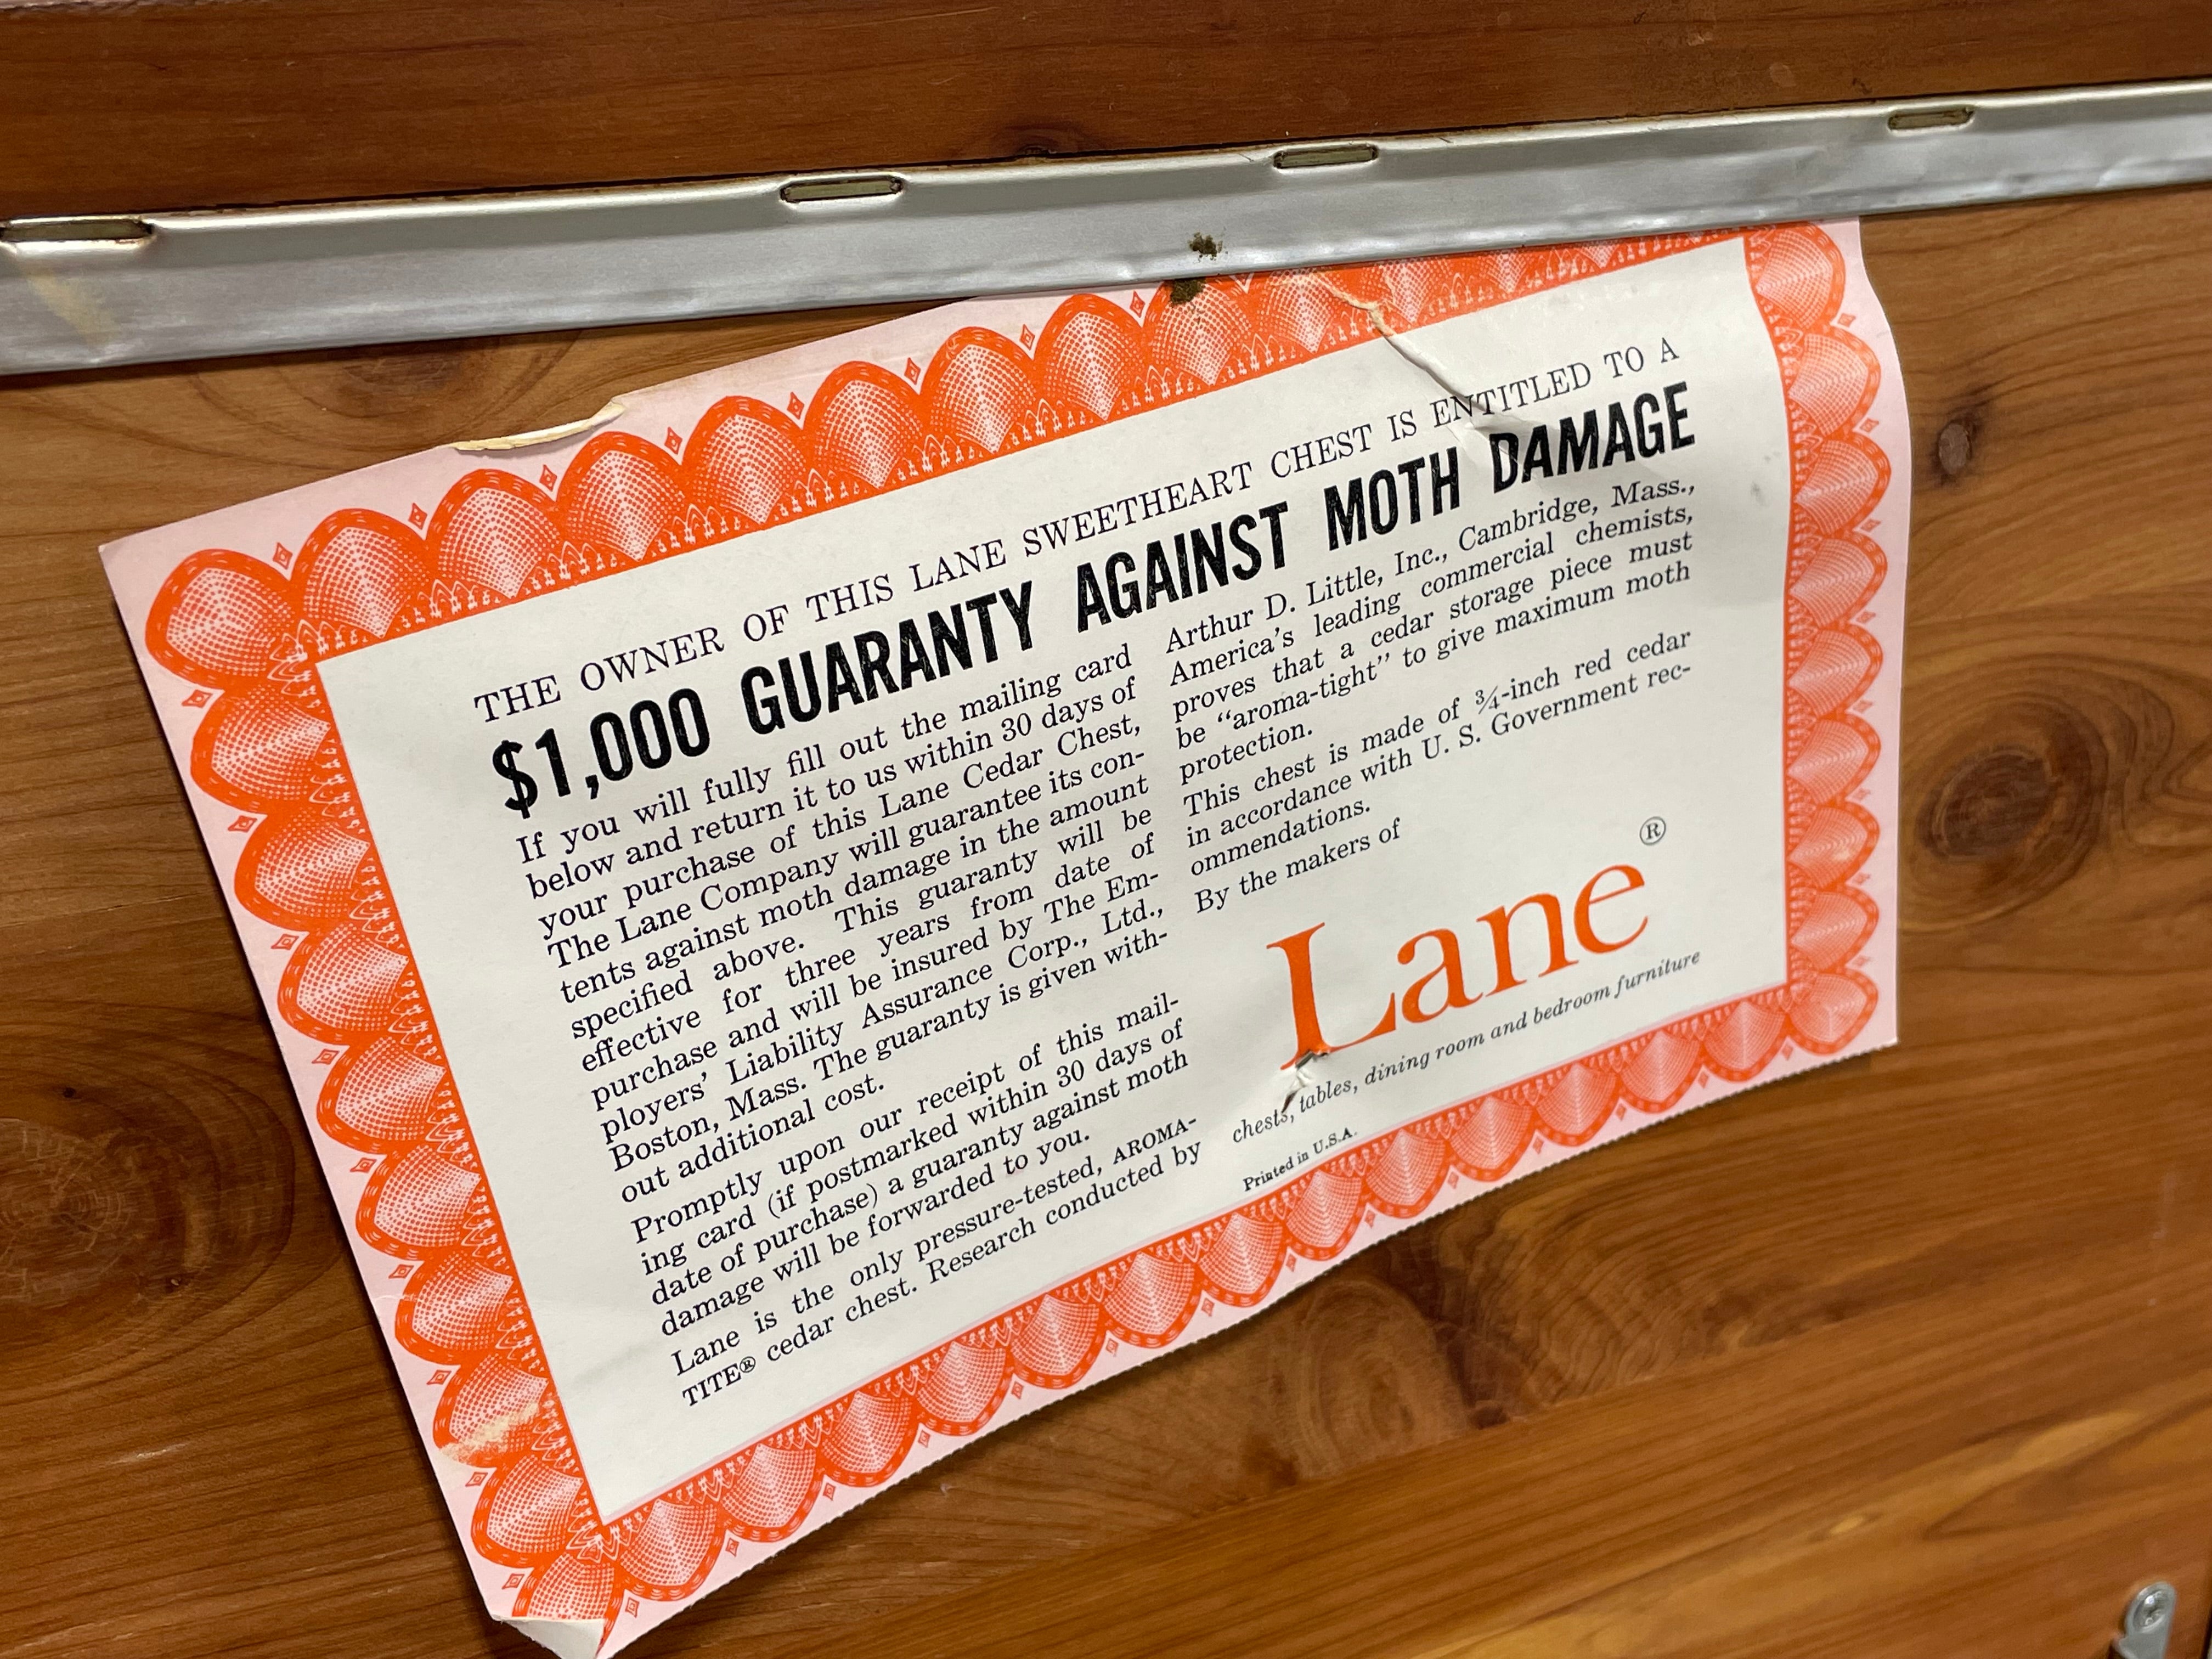 THE OWNER OF THIS LANE SWEETHEART CHEST IS ENTITLED TO A
$1,000 GUARANTY AGAINST MOTH DAMAGE
If you will fully fill out the mailing card
below and return it to us within 30 days of
your purchase of this Lane Cedar Chest,
The Lane Company will guarantee its con-
tents against moth damage in the amount
specified above. This guaranty will be
effective for three years from date of
purchase and will be insured by The Em-
ployers' Liability Assurance Corp., Ltd.,
Boston, Mass. The guaranty is given with-
out additional cost.
Promptly upon our receipt of this mail-
ing card (if postmarked within 30 days of
date of purchase) a guaranty against moth
damage will be forwarded to you.
Lane is the only pressure-tested, AROMA-
TITE® cedar chest. Research conducted by
Arthur D. Little, Inc., Cambridge, Mass.,
America's leading commercial chemists,
proves that a cedar storage piece must
be "aroma-tight" to give maximum moth
protection.
This chest is made of ¾-inch red cedar
in accordance with U. S. Government rec-
ommendations.
By the makers of
Lane®
chests, tables, dining room and bedroom furniture
Printed in U.S.A.